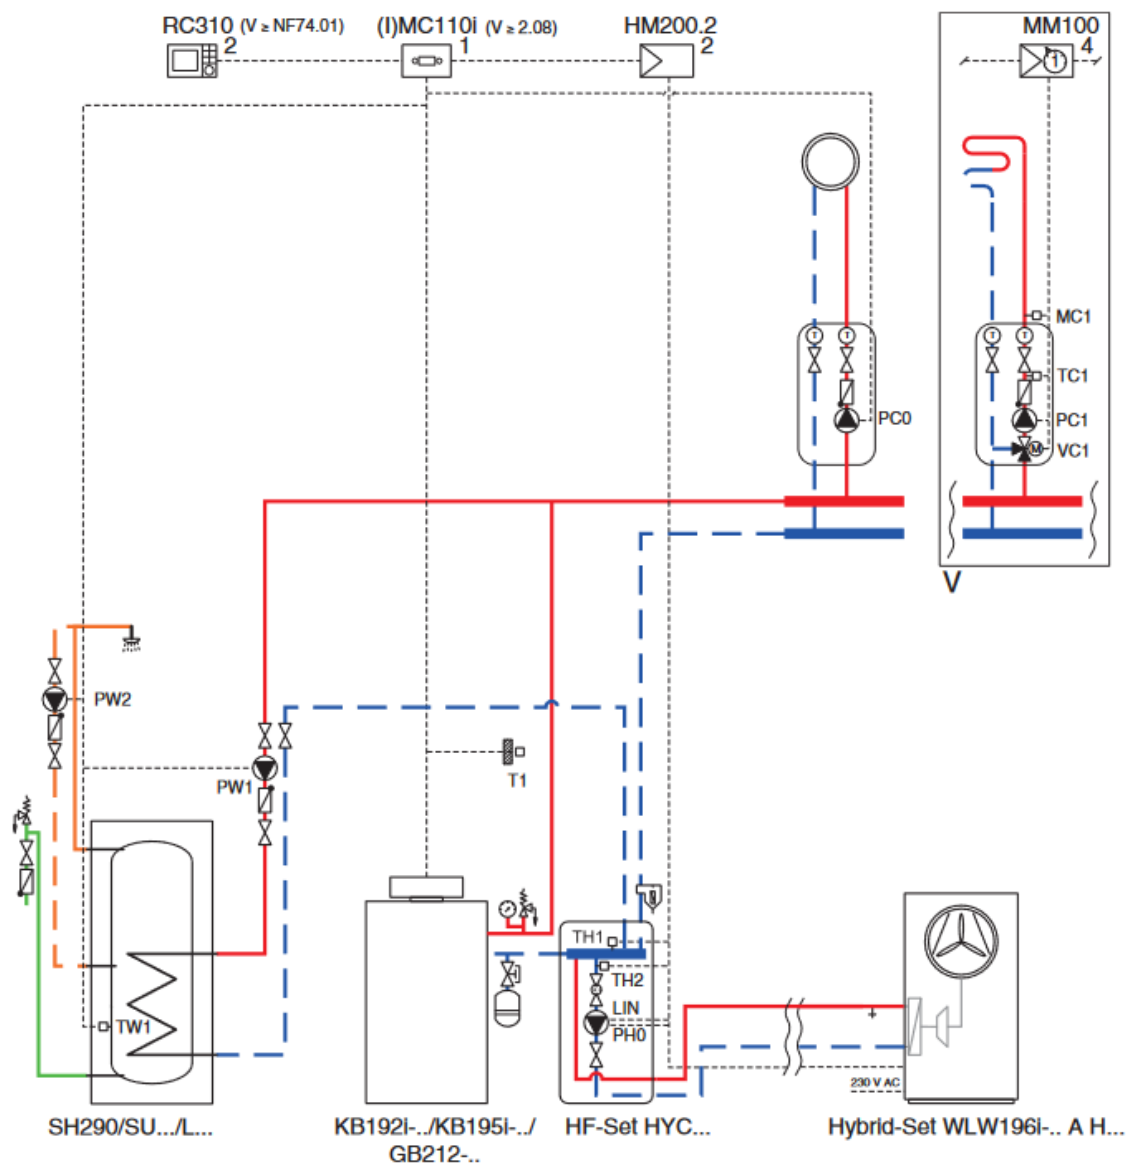 RC310 (V ≥ NF74.01)
2
(I)MC110i (V ≥ 2.08)
1
HM200.2
2
MM100
4
1
MC1
T T
T T
TC1
PC0
PC1
M
VC1
V
PW2
PW1
T1
TH1
TH2
LIN
PH0
TW1
230 V AC
SH290/SU.../L...
KB192i-../KB195i-../
GB212-..
HF-Set HYC...
Hybrid-Set WLW196i-.. A H...